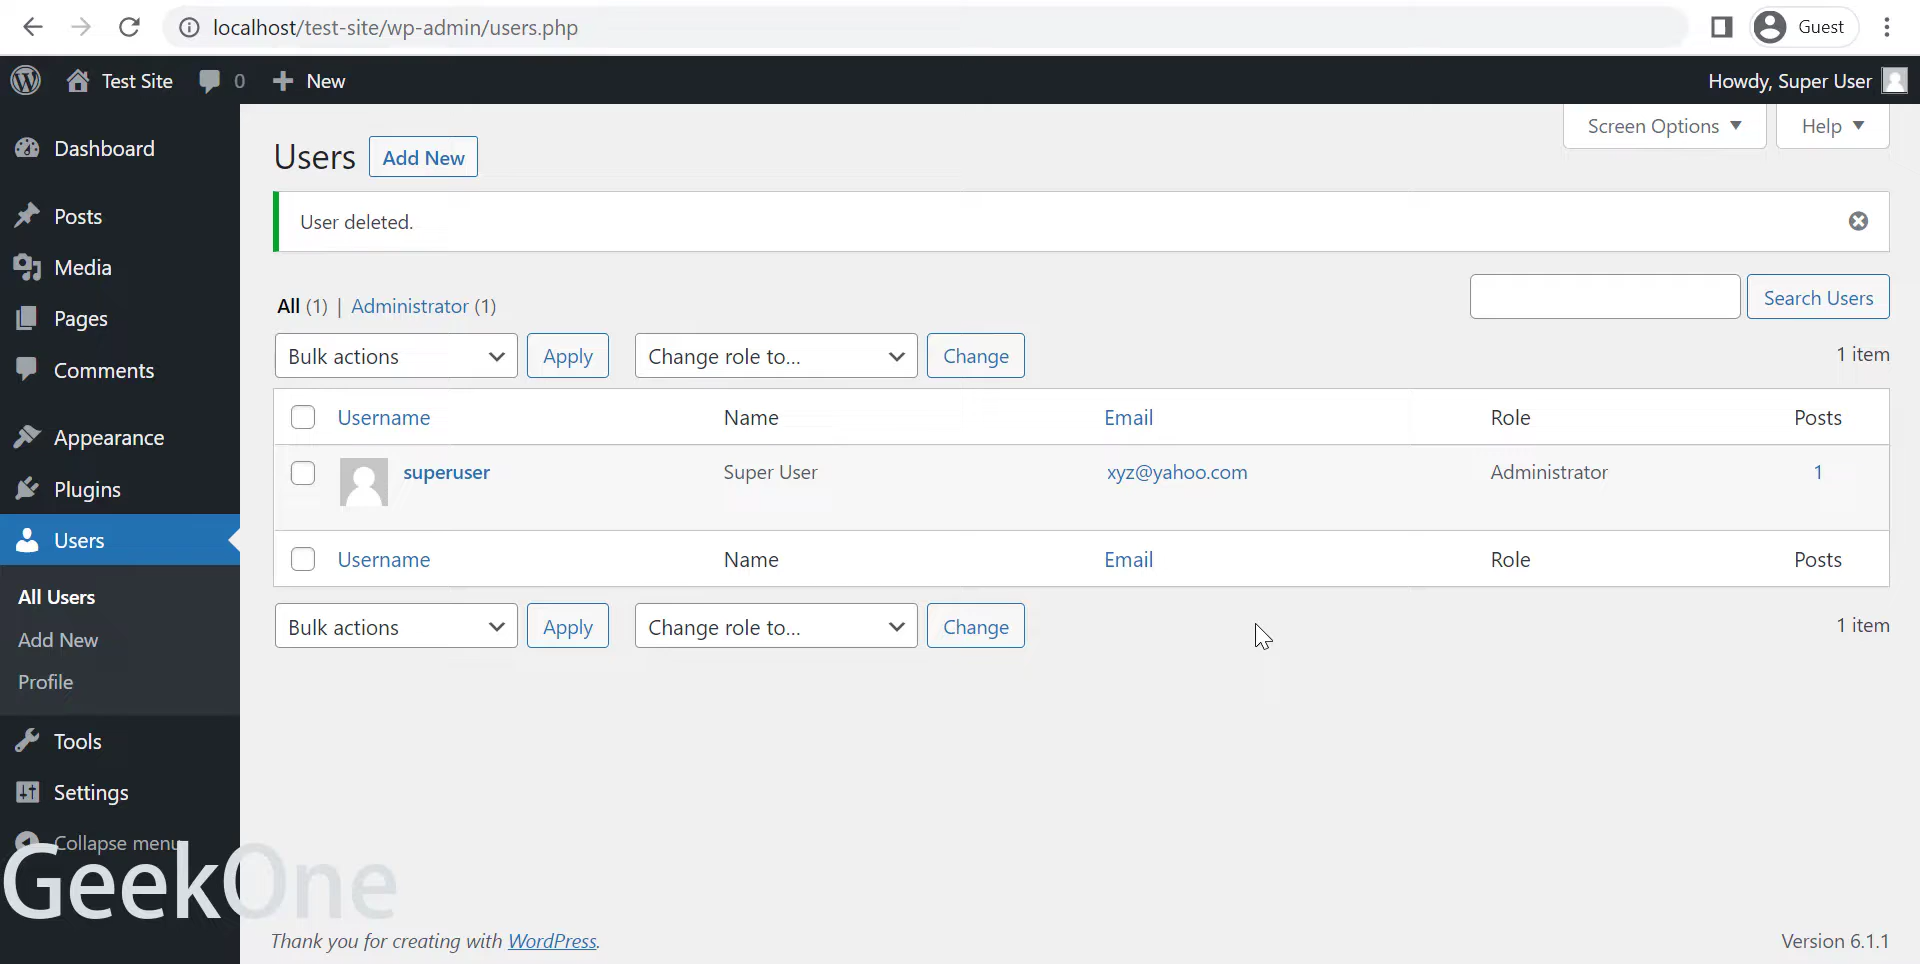 localhost/test-site/wp-admin/users.php
Guest
Test Site
0
New
Howdy, Super User
Dashboard
Posts
Media
Pages
Comments
Appearance
Plugins
Users
All Users
Add New
Profile
Tools
Settings
Collapse menu
Screen Options
Help
Users
Add New
User deleted.
All (1) | Administrator (1)
Search Users
Bulk actions
Apply
Change role to...
Change
1 item
Username Name Email Role Posts
superuser Super User xyz@yahoo.com Administrator 1
Username Name Email Role Posts
Bulk actions
Apply
Change role to...
Change
1 item
GeekOne
Thank you for creating with WordPress.
Version 6.1.1